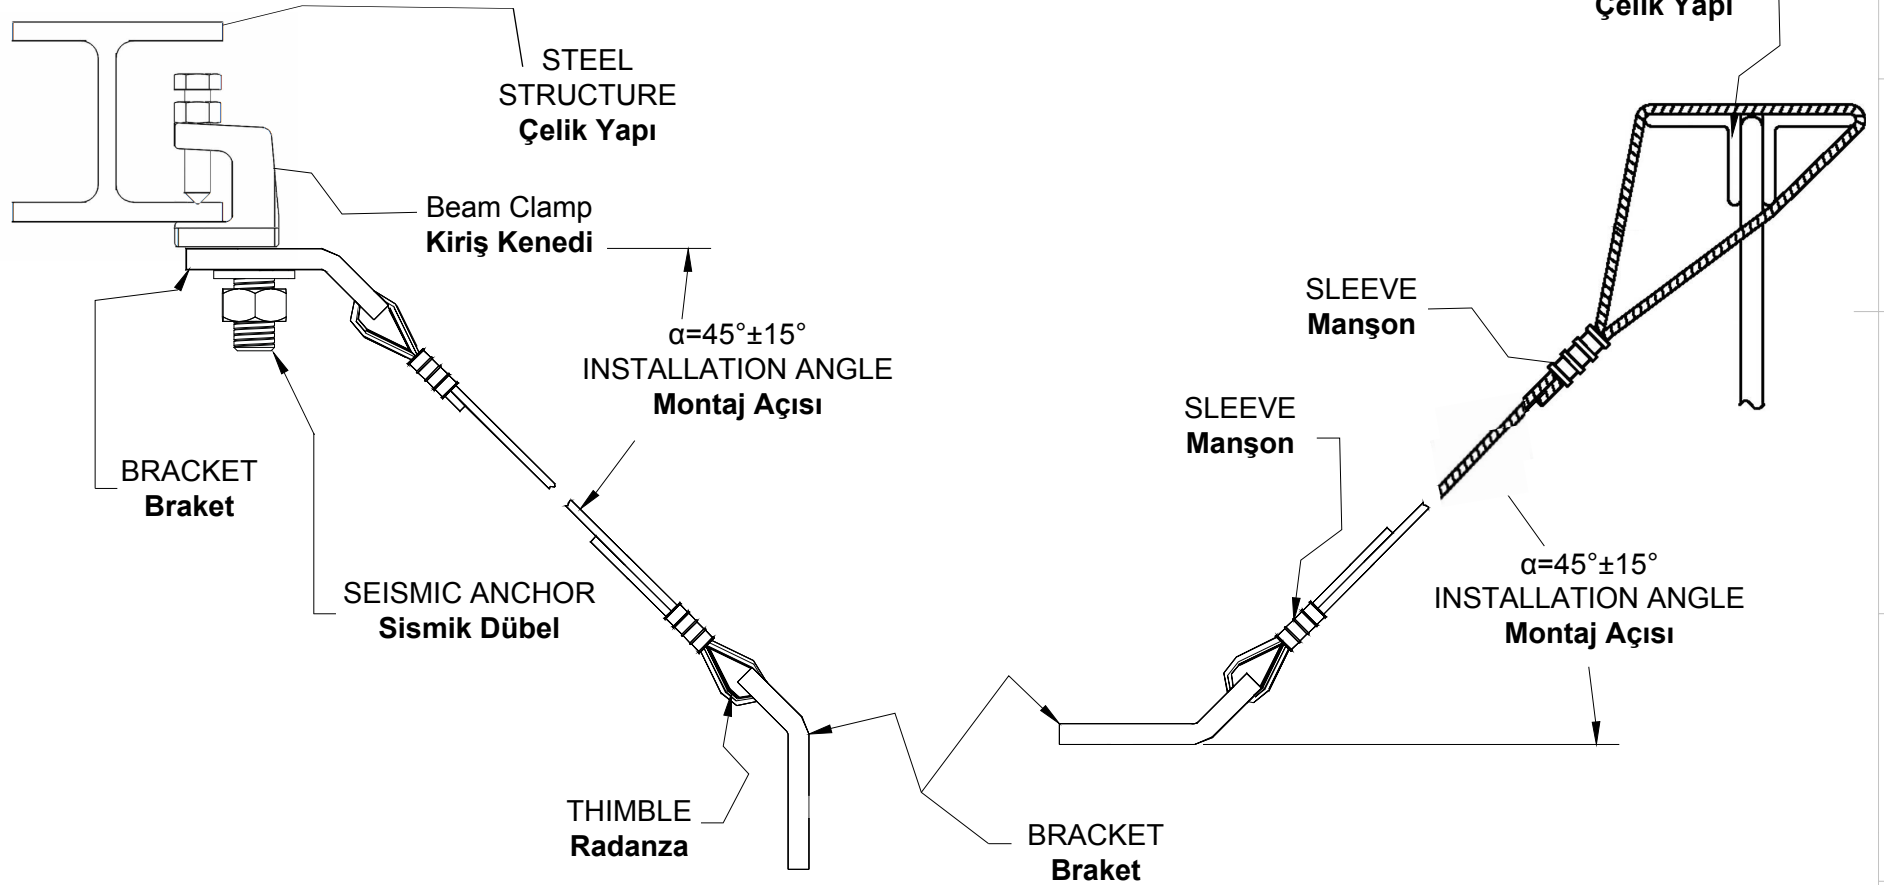 Çelik Yapı
STEEL
STRUCTURE
Çelik Yapı
Beam Clamp
Kiriş Kenedi
α=45°±15°
INSTALLATION ANGLE
Montaj Açısı
BRACKET
Braket
SEISMIC ANCHOR
Sismik Dübel
THIMBLE
Radanza
SLEEVE
Manşon
SLEEVE
Manşon
α=45°±15°
INSTALLATION ANGLE
Montaj Açısı
BRACKET
Braket